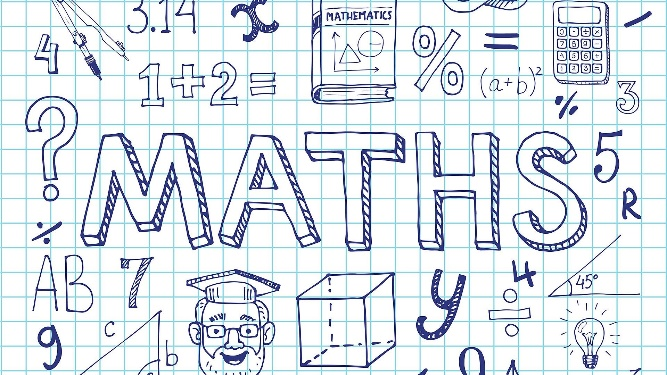 3.14 x
MATHEMATICS
4 % =
1+2= (a+b)²
% 3
?
MATHS 5
R
÷
AB 7 y 4 45°
÷
9 c b